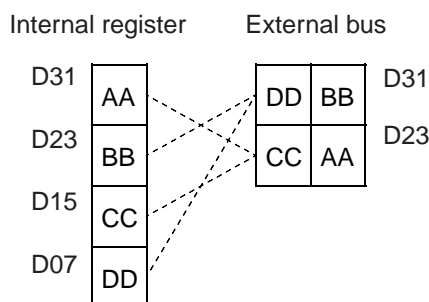 Internal register External bus
D31 AA DD BB D31
D23 BB CC AA D23
D15 CC
D07 DD